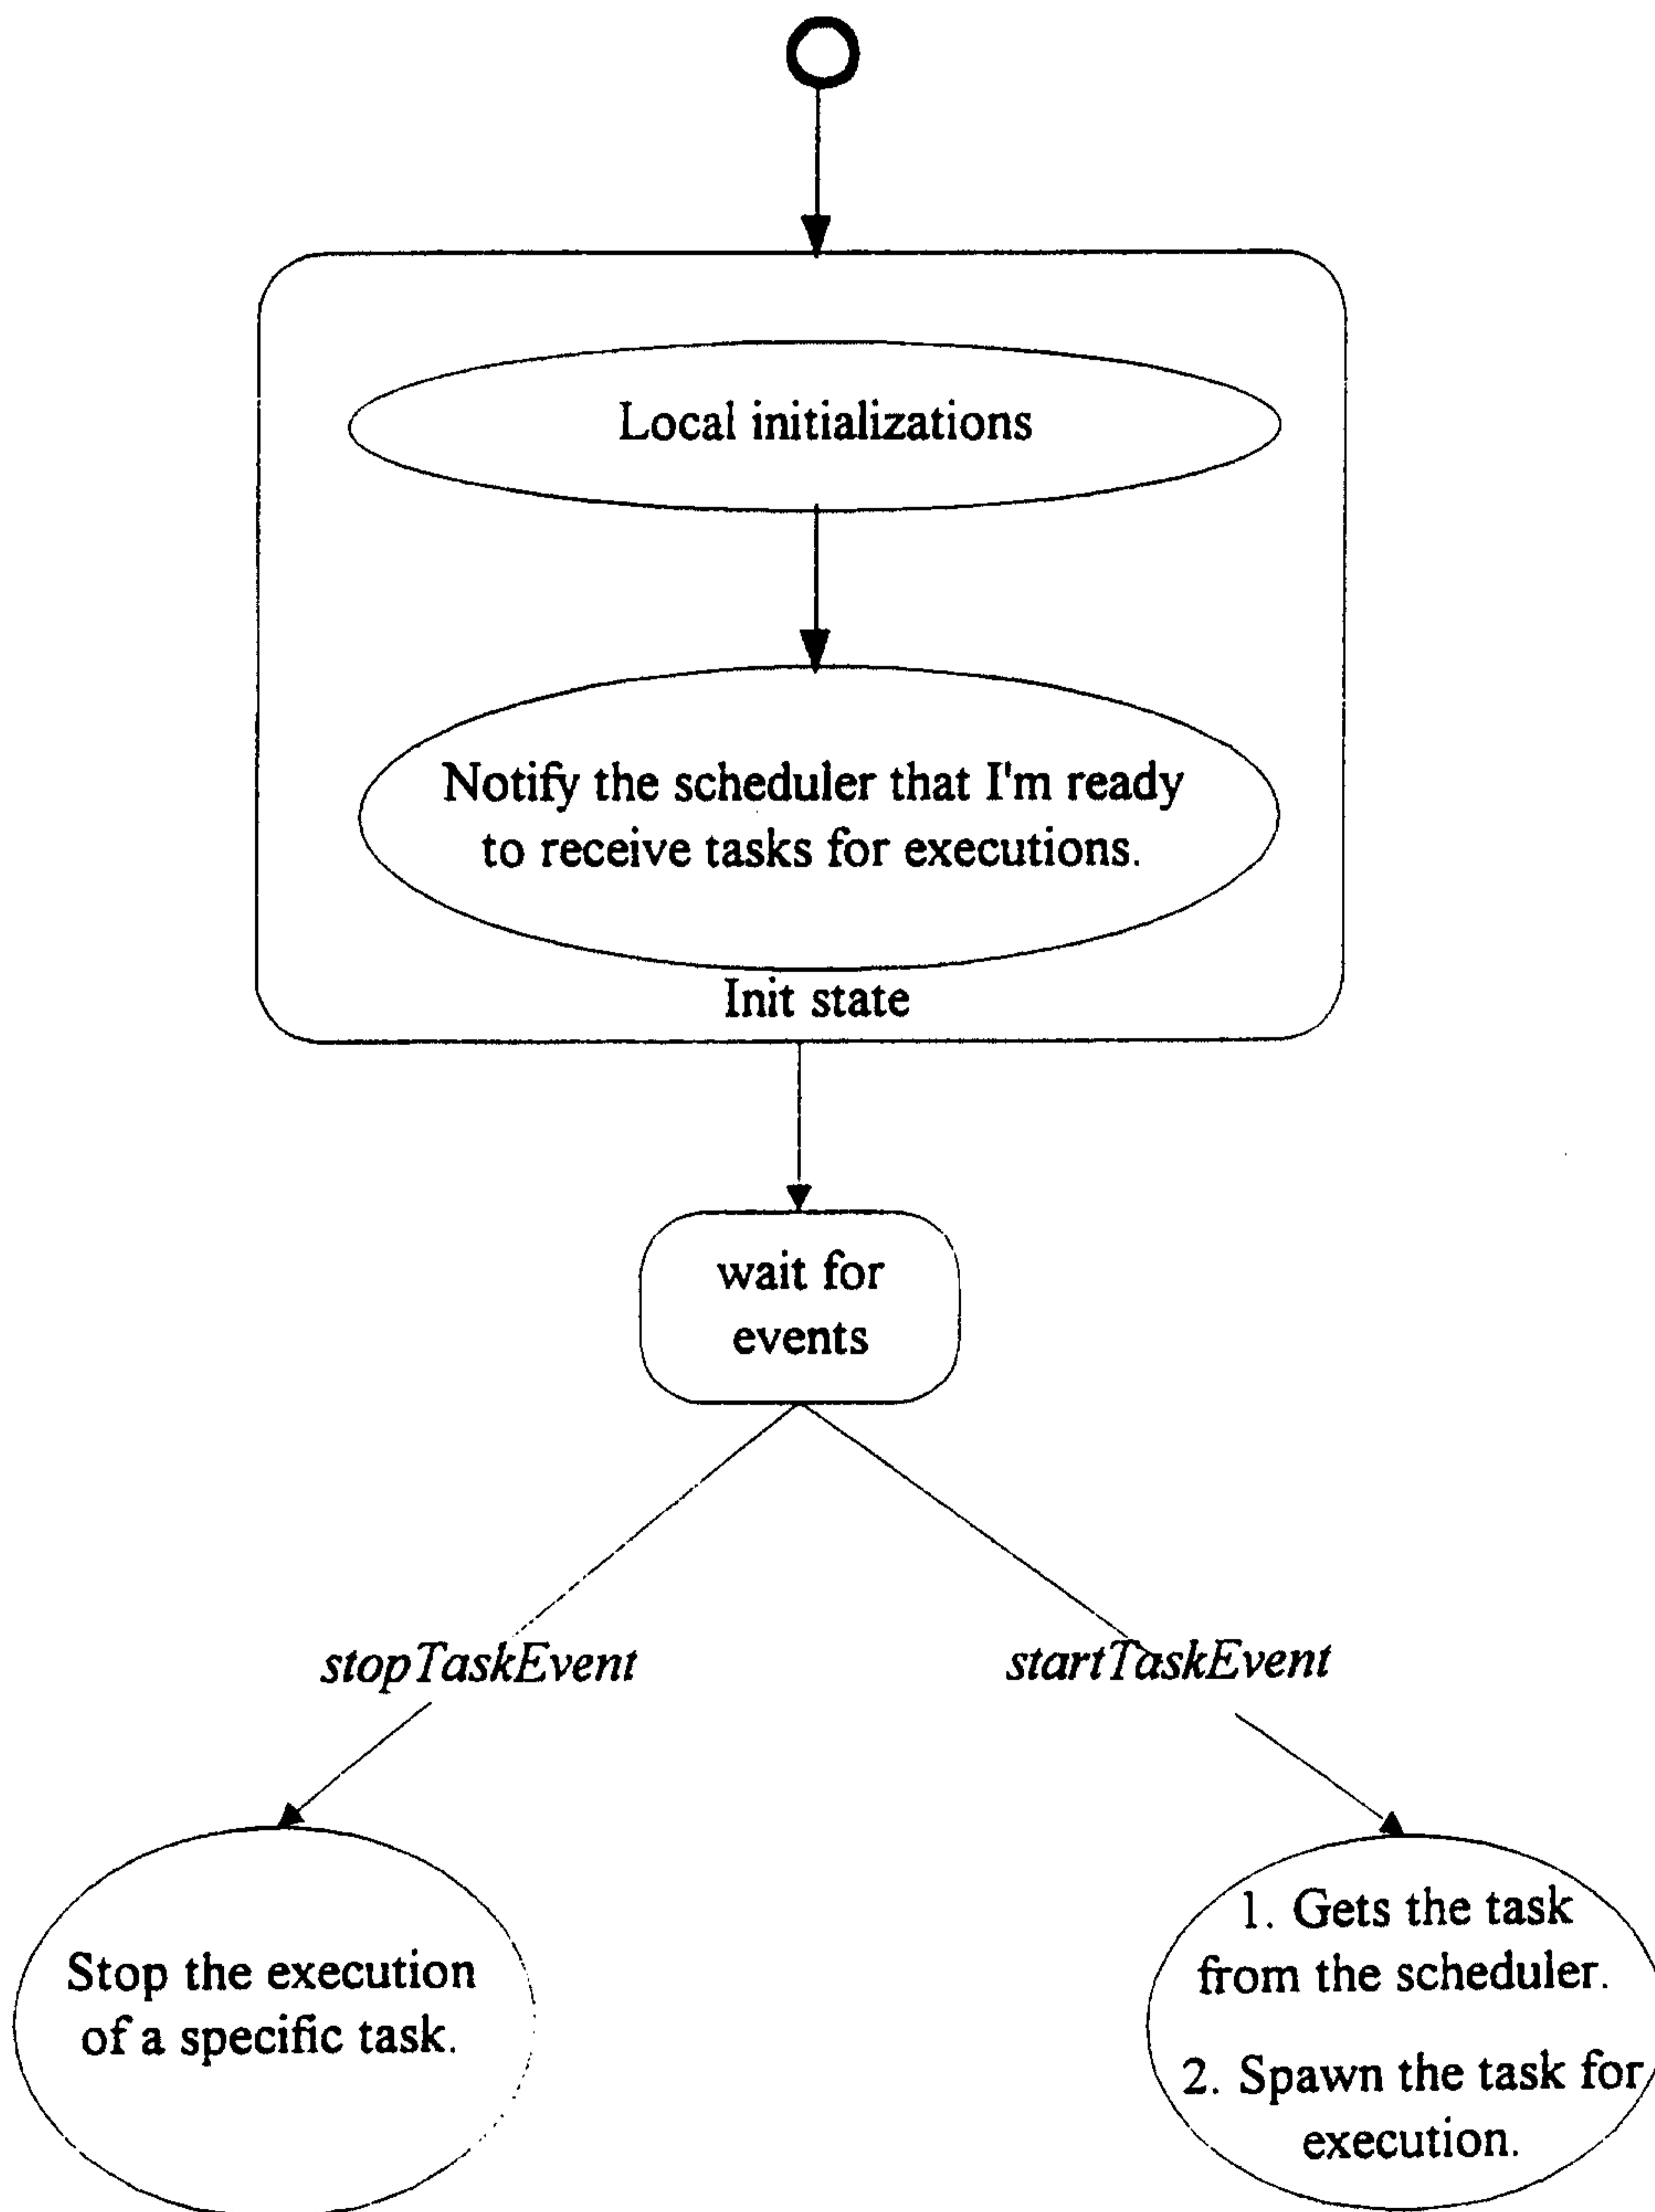 Local initializations
Notify the scheduler that I'm ready
to receive tasks for executions.
Init state
wait for
events
stopTaskEvent
startTaskEvent
Stop the execution
of a specific task.
1. Gets the task
from the scheduler.
2. Spawn the task for
execution.